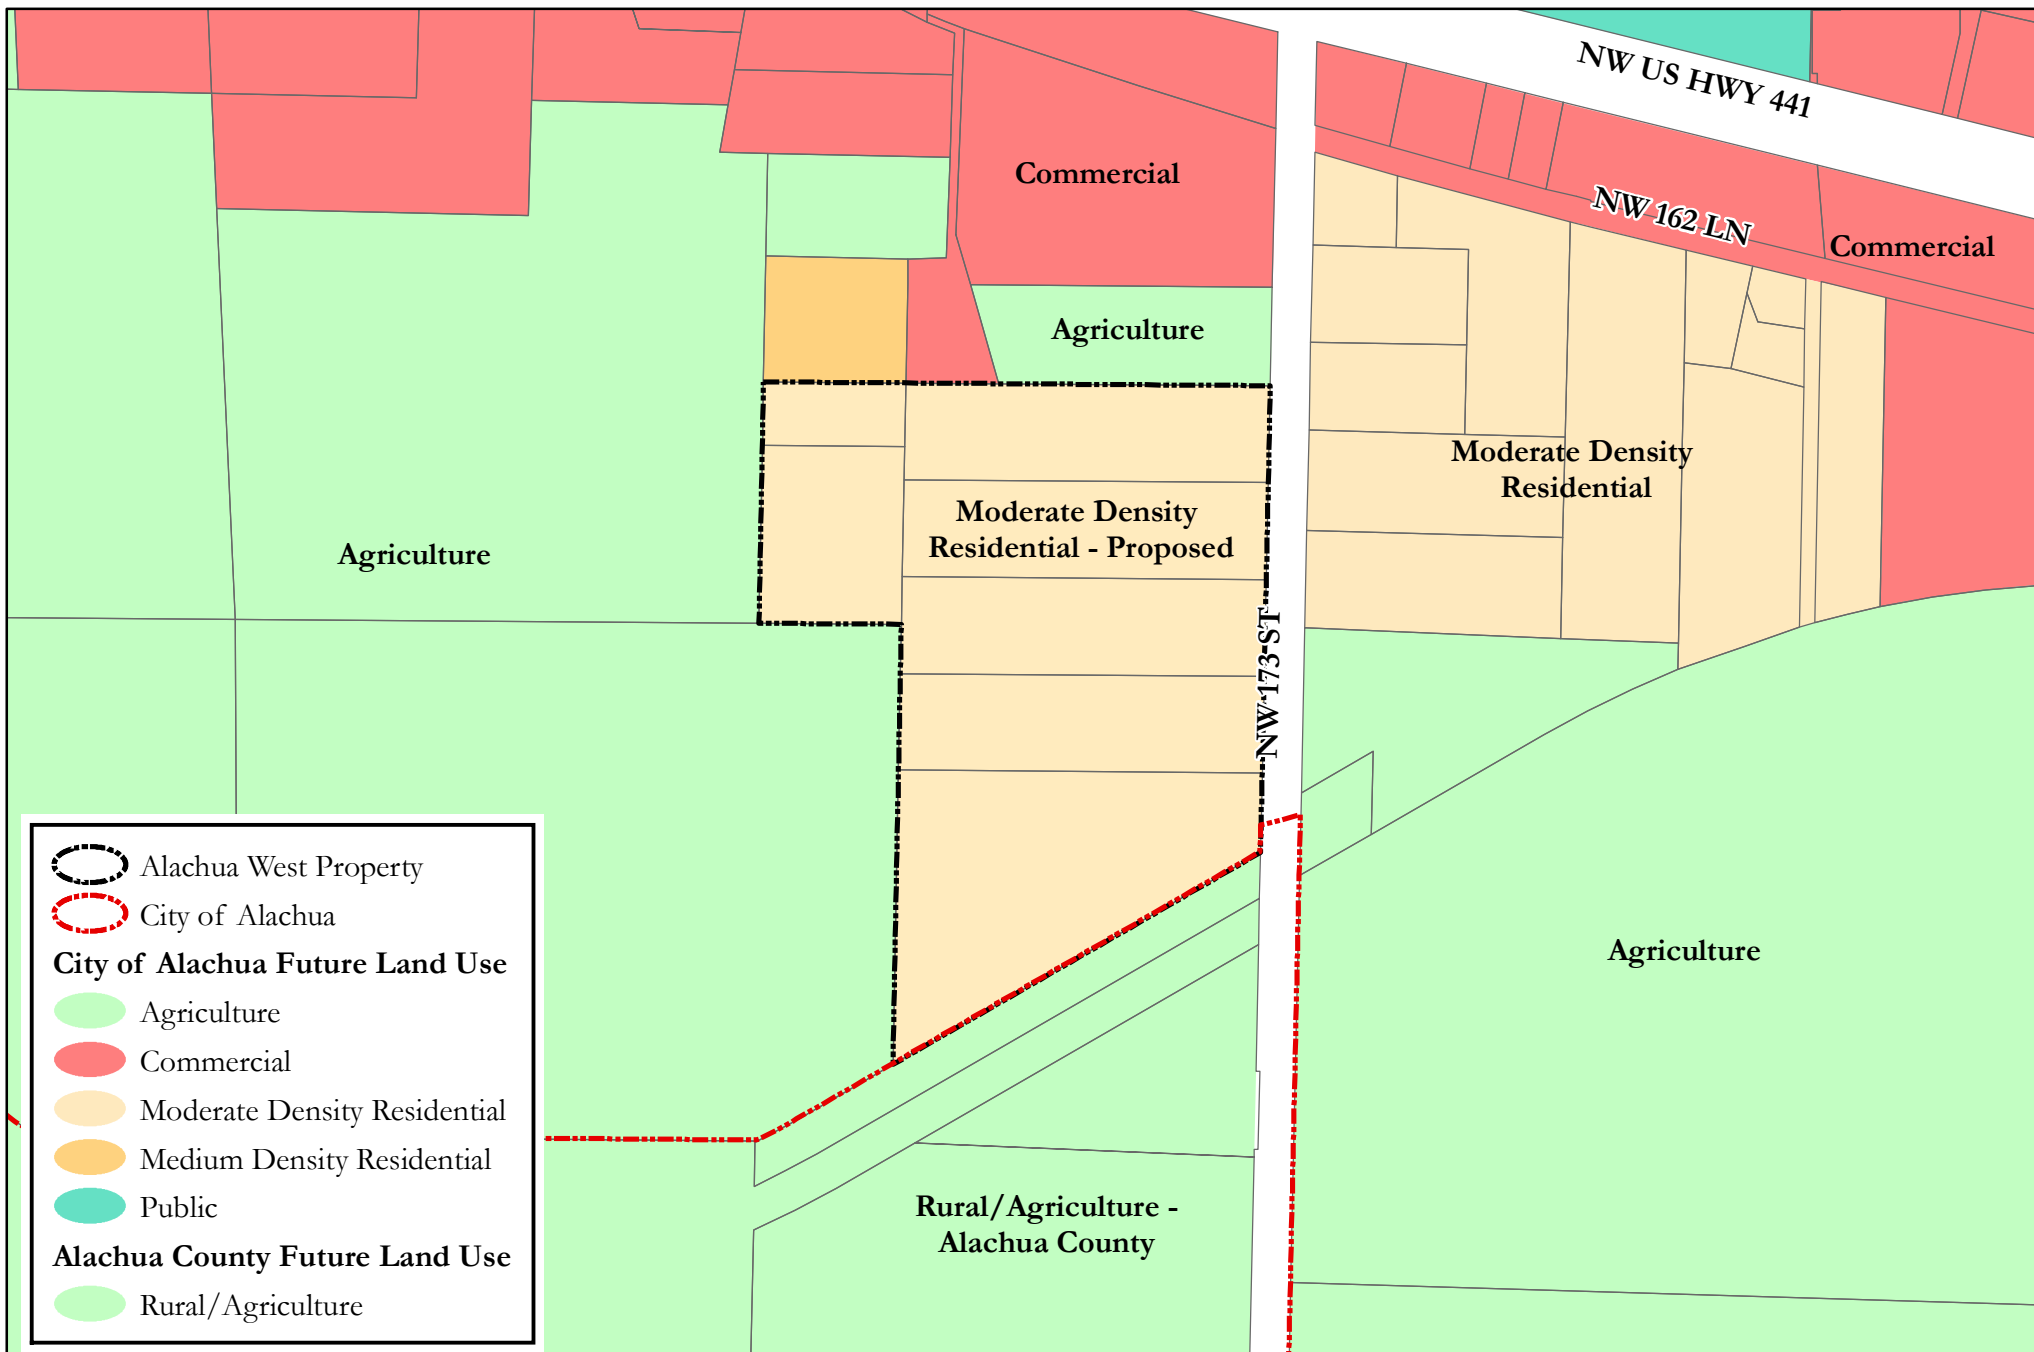 NW US HWY 441
Commercial
NW 162 LN
Commercial
Agriculture
Moderate Density
Residential
Moderate Density
Residential - Proposed
Agriculture
NW 173 ST
Agriculture
Rural/Agriculture -
Alachua County
Alachua West Property
City of Alachua
City of Alachua Future Land Use
Agriculture
Commercial
Moderate Density Residential
Medium Density Residential
Public
Alachua County Future Land Use
Rural/Agriculture